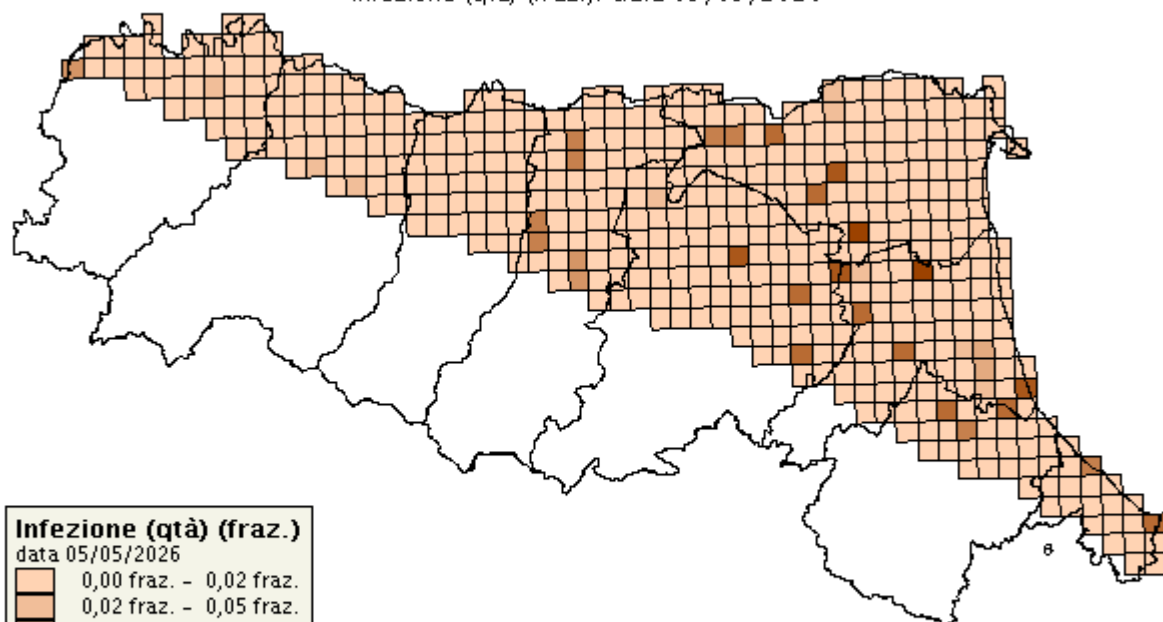 Infezione (qtà) (fraz.)
data 05/05/2026
0,00 fraz. - 0,02 fraz.
0,02 fraz. - 0,05 fraz.